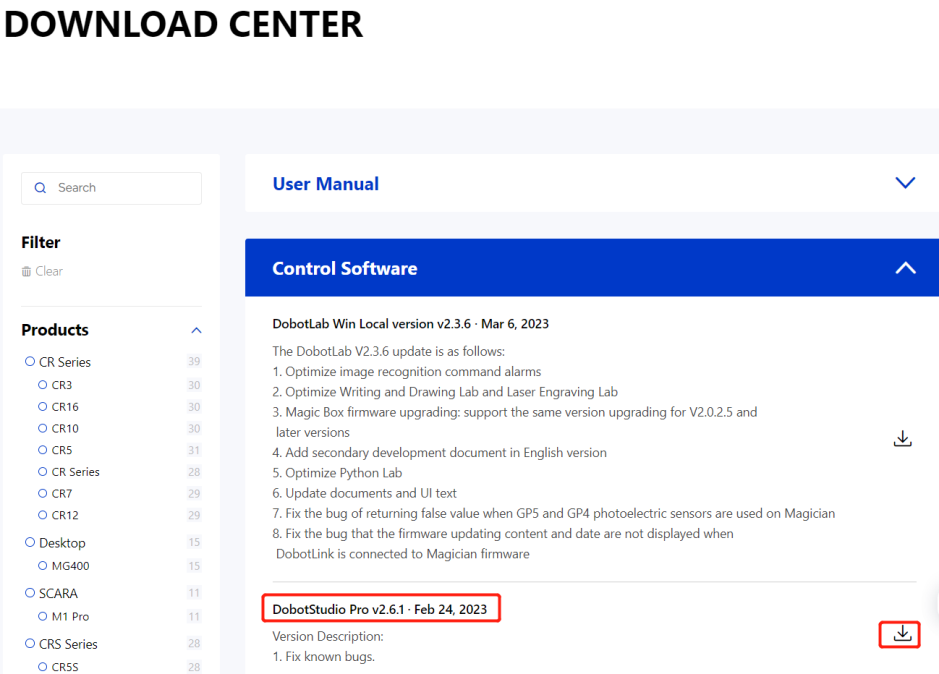 DOWNLOAD CENTER
Search
Filter
Clear
Products
CR Series 39
CR3 30
CR16 30
CR10 30
CR5 31
CR Series 28
CR7 29
CR12 29
Desktop 15
MG400 15
SCARA 11
M1 Pro 11
CRS Series 28
CR5S 28
User Manual
Control Software
DobotLab Win Local version v2.3.6 · Mar 6, 2023
The DobotLab V2.3.6 update is as follows:
1. Optimize image recognition command alarms
2. Optimize Writing and Drawing Lab and Laser Engraving Lab
3. Magic Box firmware upgrading: support the same version upgrading for V2.0.2.5 and
later versions
4. Add secondary development document in English version
5. Optimize Python Lab
6. Update documents and UI text
7. Fix the bug of returning false value when GP5 and GP4 photoelectric sensors are used on Magician
8. Fix the bug that the firmware updating content and date are not displayed when
DobotLink is connected to Magician firmware
DobotStudio Pro v2.6.1 · Feb 24, 2023
Version Description:
1. Fix known bugs.